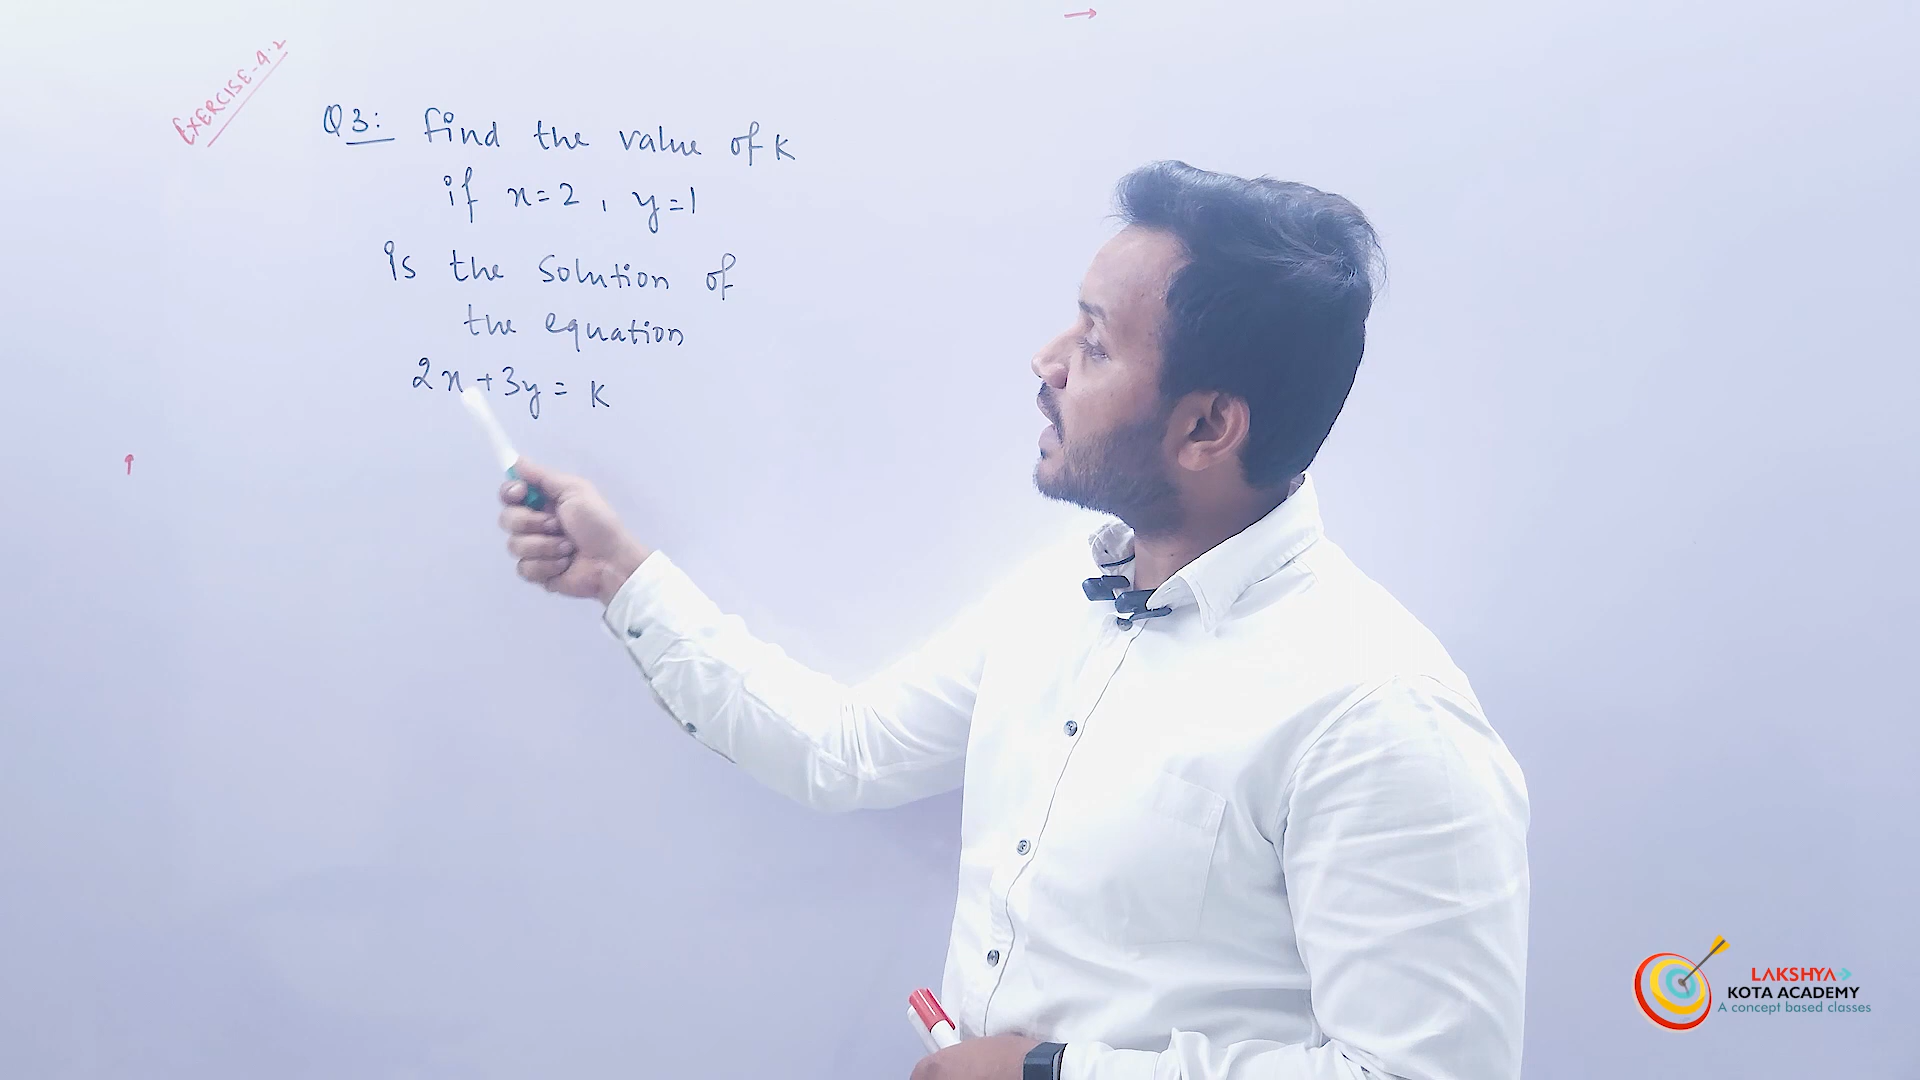 EXERCISE-4.2
Q3: find the value of K
if x=2, y=1
is the solution of
the equation
2x+3y= K
LAKSHYA
KOTA ACADEMY
A concept based classes